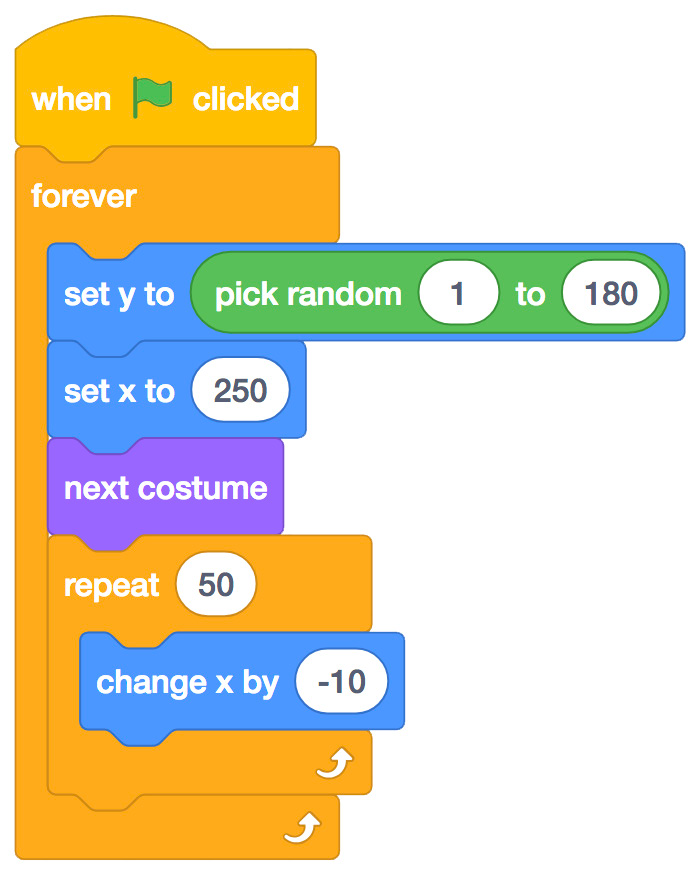 when clicked
forever
set y to pick random 1 to 180
set x to 250
next costume
repeat 50
change x by -10